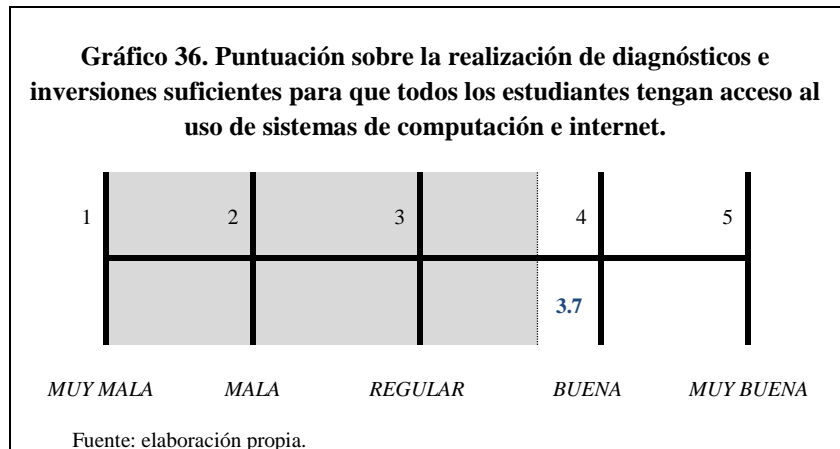 Gráfico 36. Puntuación sobre la realización de diagnósticos e
inversiones suficientes para que todos los estudiantes tengan acceso al
uso de sistemas de computación e internet.
1 2 3 4 5
3.7
MUY MALA MALA REGULAR BUENA MUY BUENA
Fuente: elaboración propia.